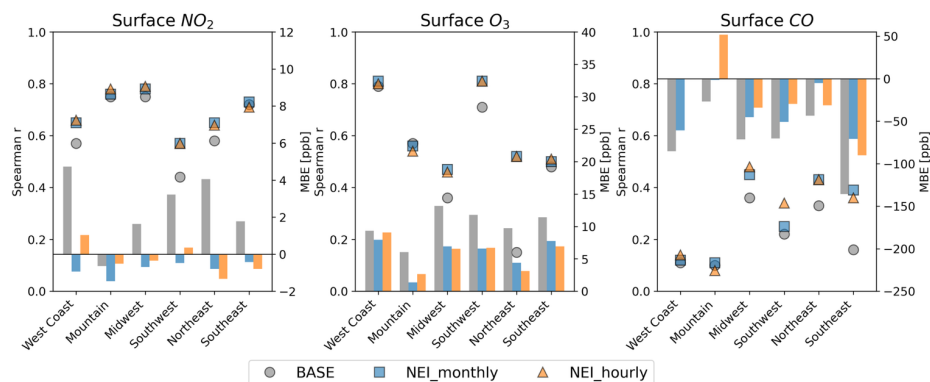 Surface NO₂
Surface O₃
Surface CO
Spearman r
1.0
0.8
0.6
0.4
0.2
0.0
12
10
8
6
4
2
0
−2
MBE [ppb]
West Coast
Mountain
Midwest
Southwest
Northeast
Southeast
Spearman r
1.0
0.8
0.6
0.4
0.2
0.0
40
35
30
25
20
15
10
5
0
MBE [ppb]
West Coast
Mountain
Midwest
Southwest
Northeast
Southeast
Spearman r
1.0
0.8
0.6
0.4
0.2
0.0
50
0
−50
−100
−150
−200
−250
MBE [ppb]
West Coast
Mountain
Midwest
Southwest
Northeast
Southeast
BASE
NEI_monthly
NEI_hourly